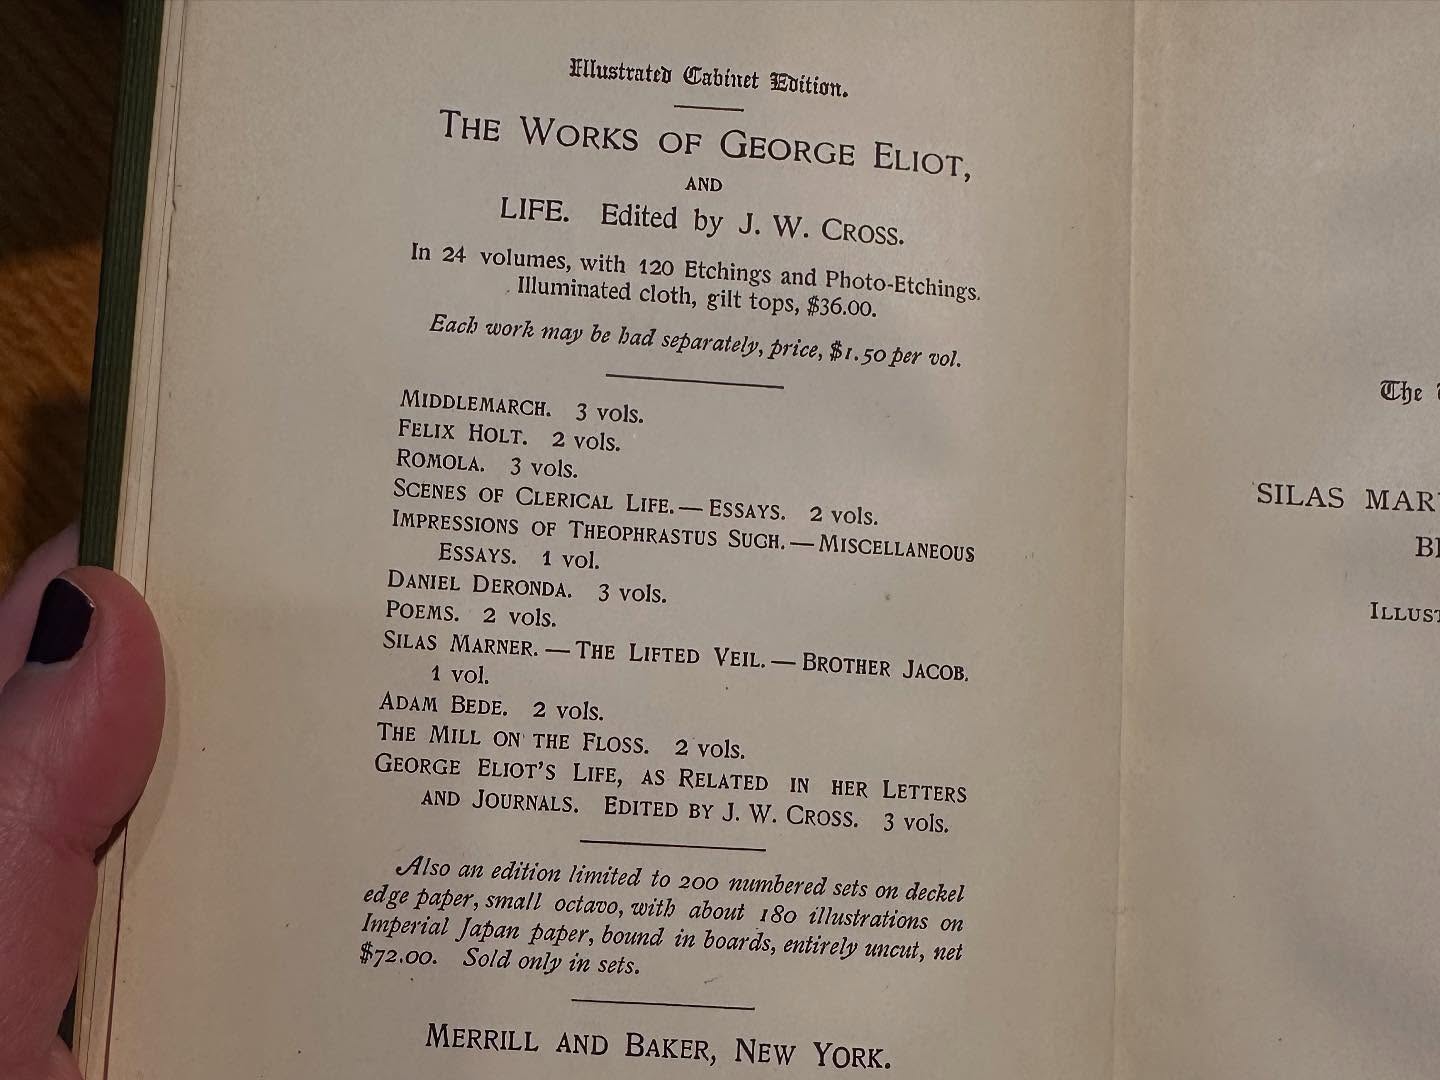 Illustrated Cabinet Edition.
THE WORKS OF GEORGE ELIOT,
AND
LIFE. Edited by J. W. CROSS.
In 24 volumes, with 120 Etchings and Photo-Etchings.
Illuminated cloth, gilt tops, $36.00.
Each work may be had separately, price, $1.50 per vol.
MIDDLEMARCH. 3 vols.
FELIX HOLT. 2 vols.
ROMOLA. 3 vols.
SCENES OF CLERICAL LIFE.—ESSAYS. 2 vols.
IMPRESSIONS OF THEOPHRASTUS SUCH.—MISCELLANEOUS
ESSAYS. 1 vol.
DANIEL DERONDA. 3 vols.
POEMS. 2 vols.
SILAS MARNER.—THE LIFTED VEIL.—BROTHER JACOB.
1 vol.
ADAM BEDE. 2 vols.
THE MILL ON THE FLOSS. 2 vols.
GEORGE ELIOT'S LIFE, AS RELATED IN HER LETTERS
AND JOURNALS. EDITED BY J. W. CROSS. 3 vols.
Also an edition limited to 200 numbered sets on deckel
edge paper, small octavo, with about 180 illustrations on
Imperial Japan paper, bound in boards, entirely uncut, net
$72.00. Sold only in sets.
MERRILL AND BAKER, NEW YORK.
The
SILAS MAR
ILLUST